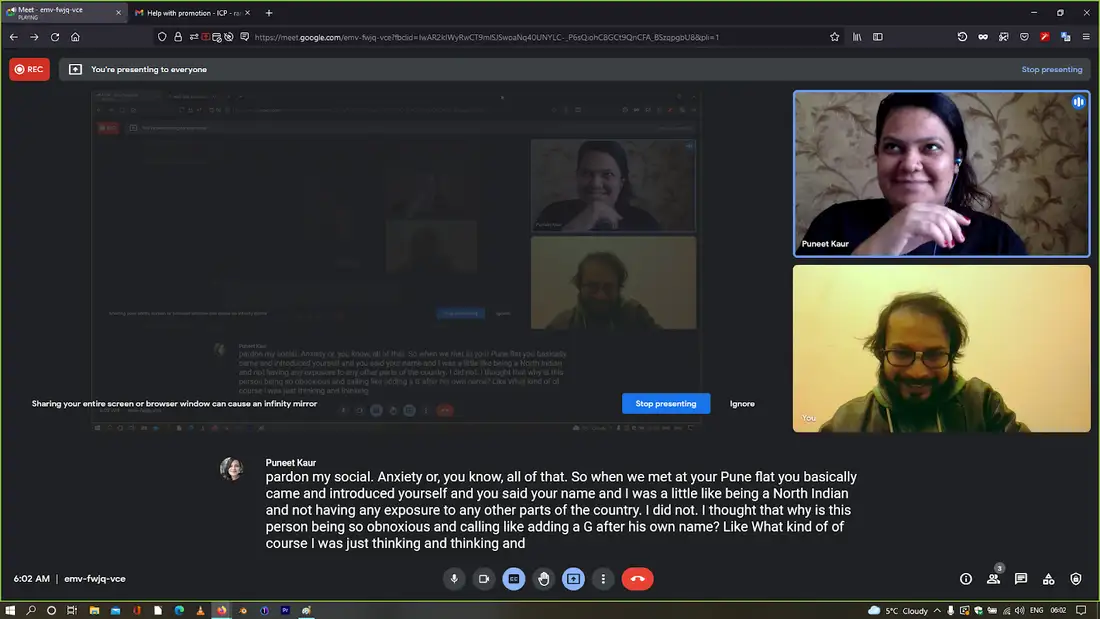 Meet - emv-fwjq-vce
PLAYING
Help with promotion - ICP - ra
https://meet.google.com/emv-fwjq-vce?fbclid=
REC
You're presenting to everyone
Stop presenting
Puneet Kaur
You
Sharing your entire screen or browser window can cause an infinity mirror
Stop presenting
Ignore
Puneet Kaur
pardon my social. Anxiety or, you know, all of that. So when we met at your Pune flat you basically
came and introduced yourself and you said your name and I was a little like being a North Indian
and not having any exposure to any other parts of the country. I did not. I thought that why is this
person being so obnoxious and calling like adding a G after his own name? Like What kind of of
course I was just thinking and thinking and
6:02 AM | emv-fwjq-vce
3
5°C Cloudy
ENG
06:02